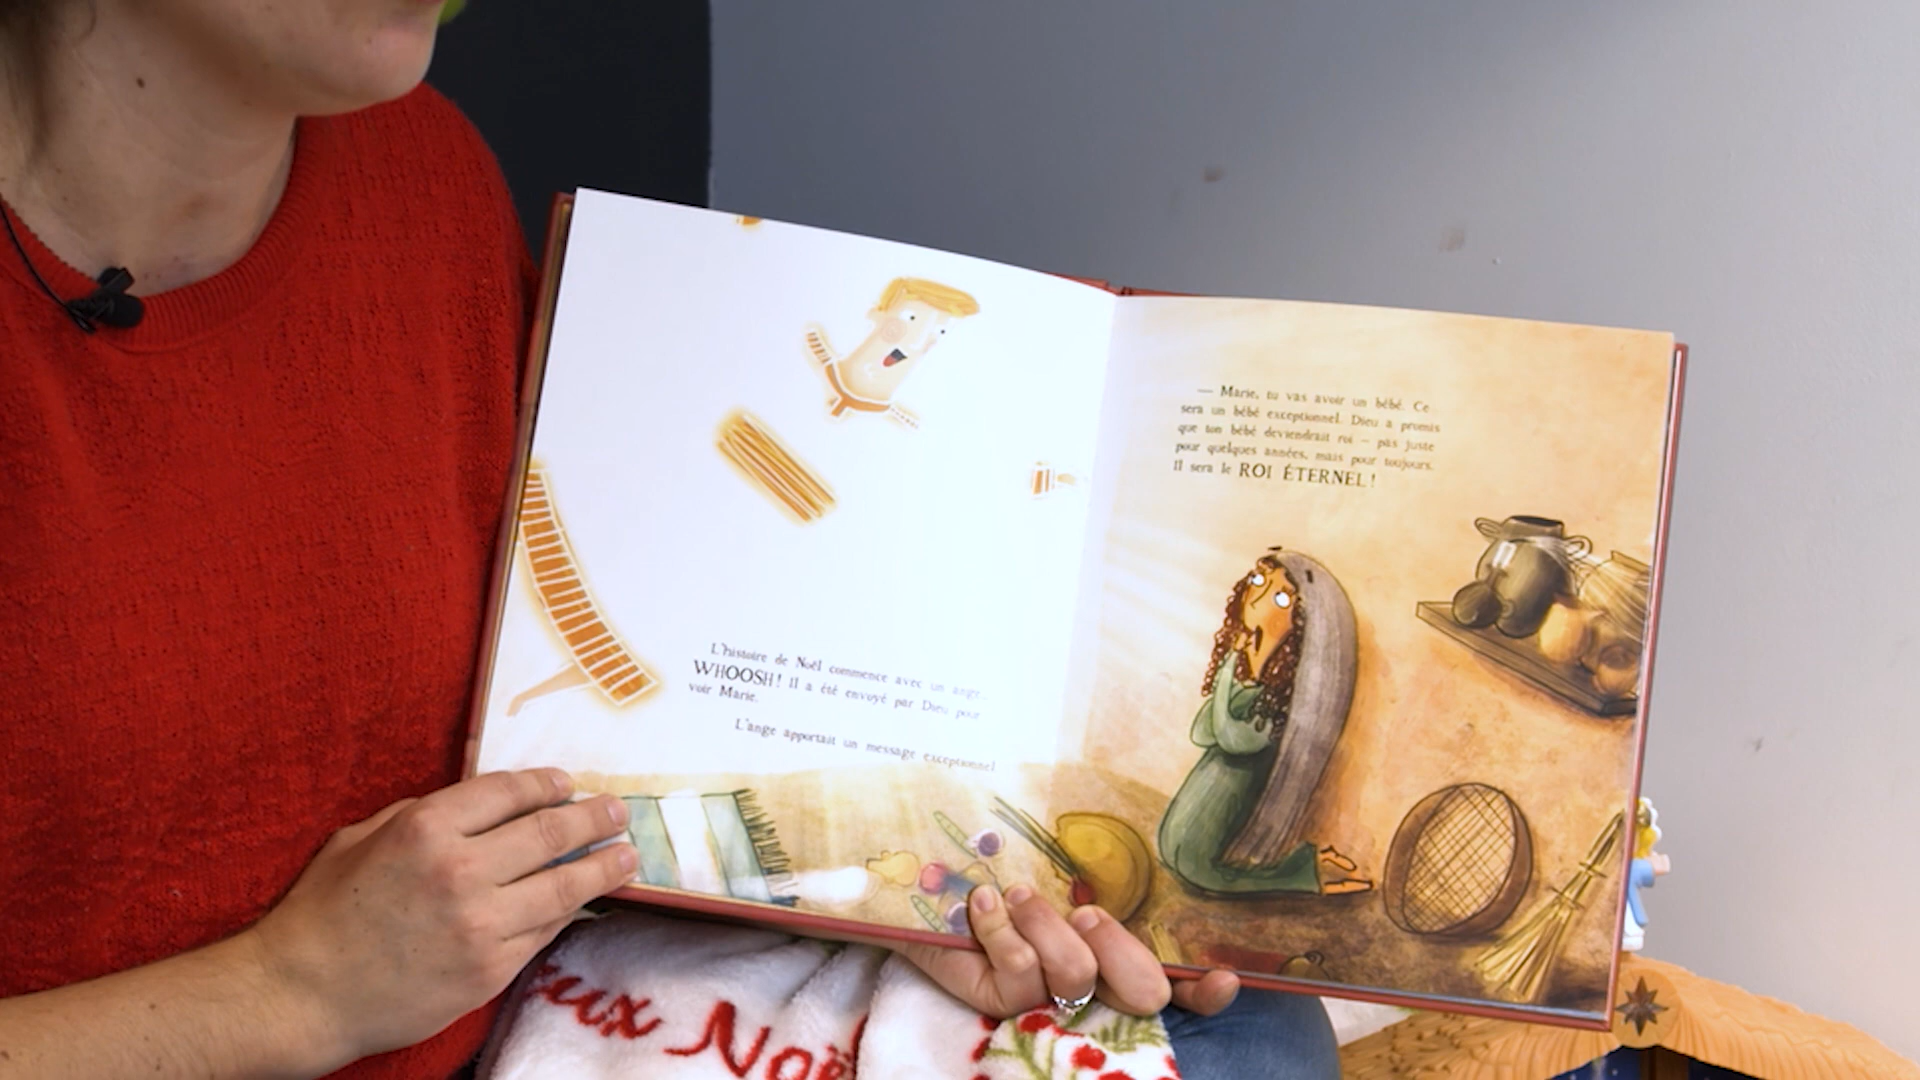 L'histoire de Noël commence avec un ange.
WHOOSH! Il a été envoyé par Dieu pour
voir Marie.
L'ange apportait un message exceptionnel
— Marie, tu vas avoir un bébé. Ce
sera un bébé exceptionnel. Dieu a promis
que ton bébé deviendrait roi – pas juste
pour quelques années, mais pour toujours.
Il sera le ROI ÉTERNEL!
eux Noë